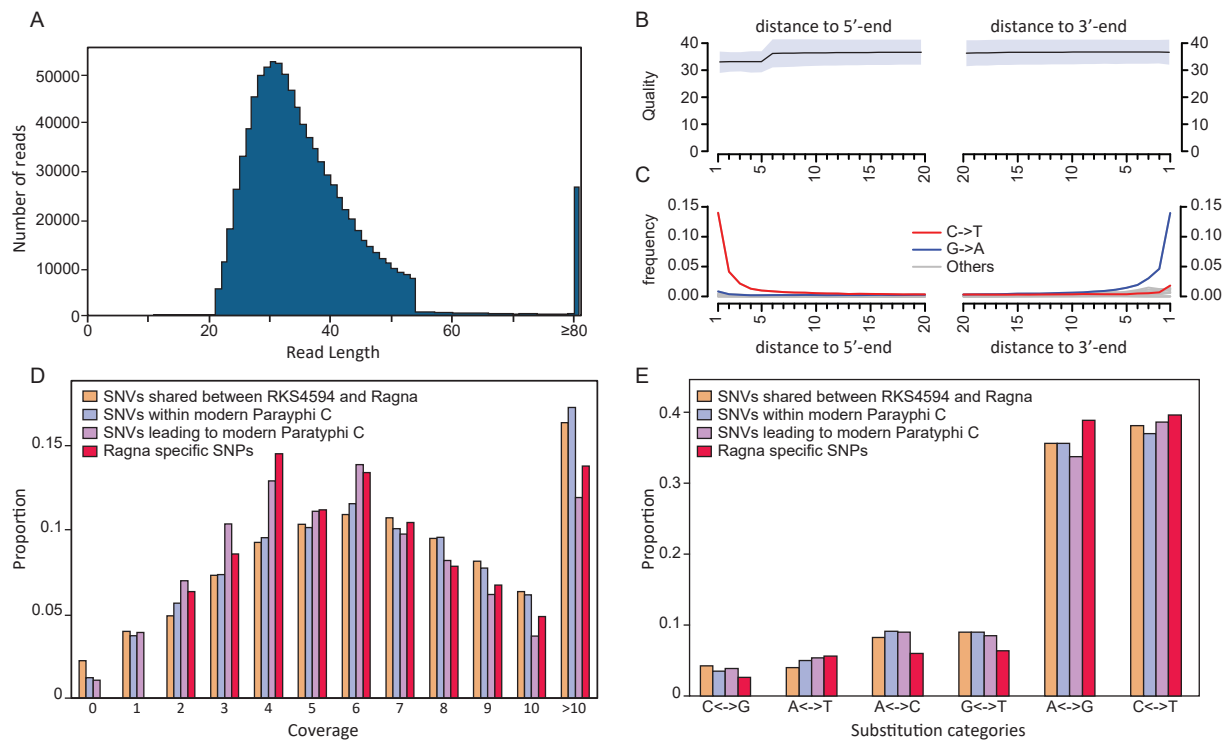 A
Number of reads
50000
40000
30000
20000
10000
0
0 20 40 60 ≥80
Read Length
B
distance to 5’-end distance to 3’-end
Quality
40 40
30 30
20 20
10 10
0 0
1 5 10 15 20 20 15 10 5 1
C
frequency
0.15 0.15
0.10 0.10
0.05 0.05
0.00 0.00
C->T
G->A
Others
1 5 10 15 20 20 15 10 5 1
distance to 5’-end distance to 3’-end
D
SNVs shared between RKS4594 and Ragna
SNVs within modern Parayphi C
SNVs leading to modern Paratyphi C
Ragna specific SNPs
Proportion
0.15
0.1
0.05
0
0 1 2 3 4 5 6 7 8 9 10 >10
Coverage
E
SNVs shared between RKS4594 and Ragna
SNVs within modern Parayphi C
SNVs leading to modern Paratyphi C
Ragna specific SNPs
Proportion
0.4
0.3
0.2
0.1
0
C<->G A<->T A<->C G<->T A<->G C<->T
Substitution categories